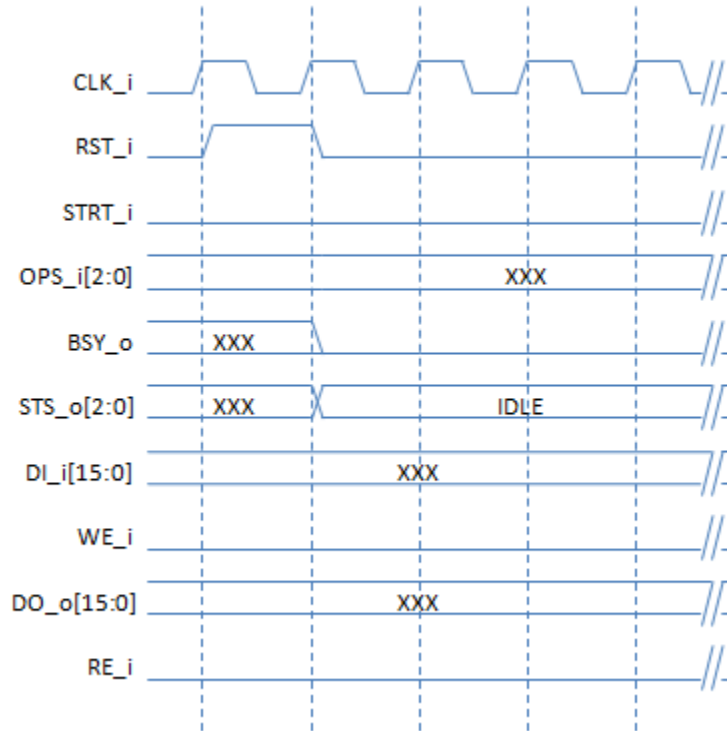 CLK_i
RST_i
STRT_i
OPS_i[2:0] XXX
BSY_o XXX
STS_o[2:0] XXX IDLE
DI_i[15:0] XXX
WE_i
DO_o[15:0] XXX
RE_i